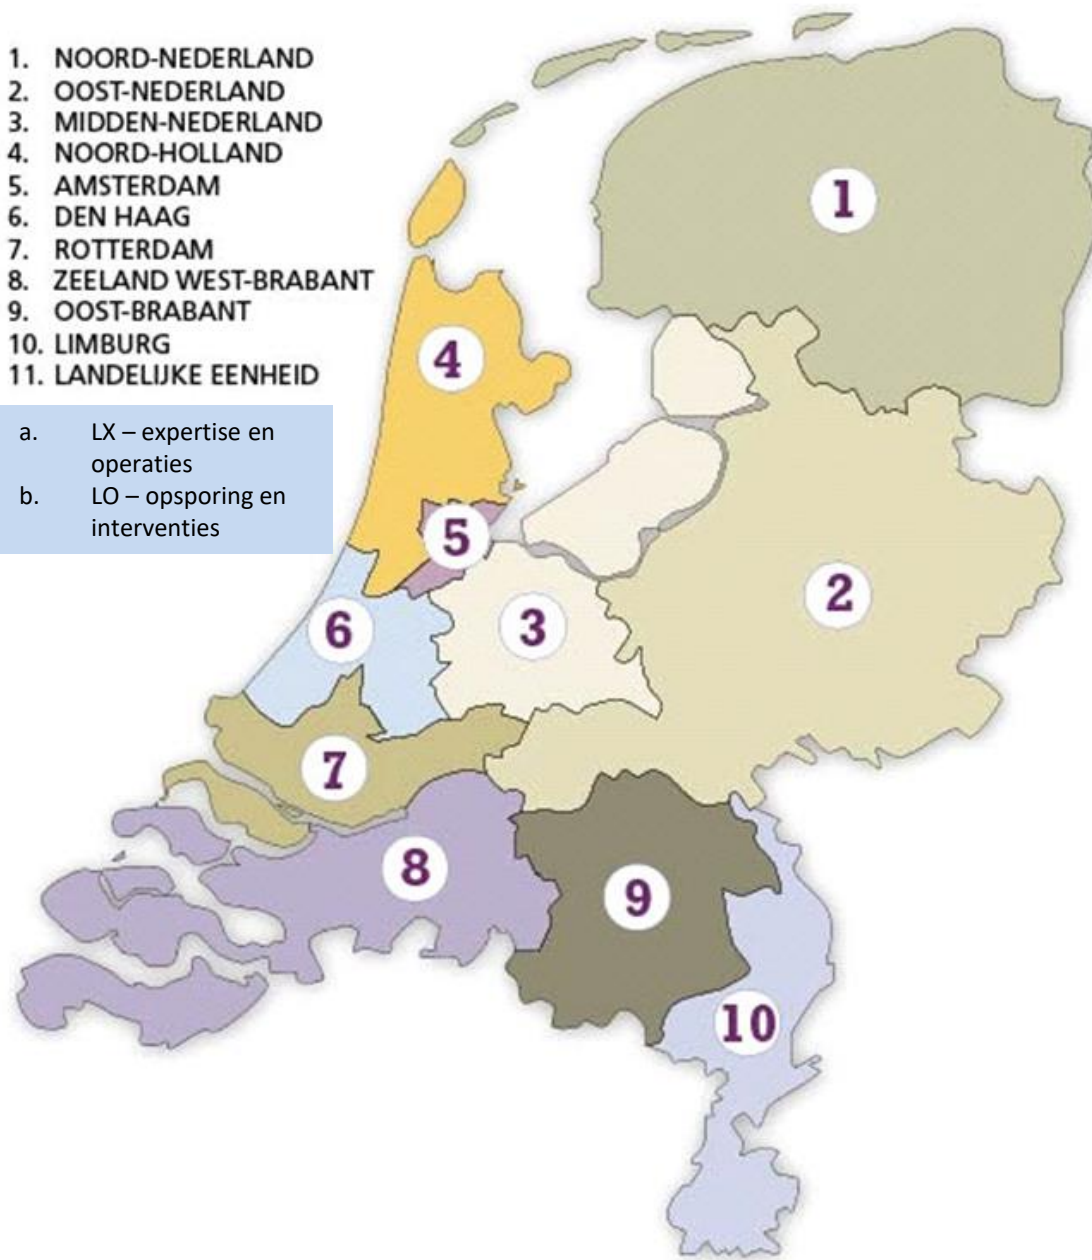 1. NOORD-NEDERLAND
2. OOST-NEDERLAND
3. MIDDEN-NEDERLAND
4. NOORD-HOLLAND
5. AMSTERDAM
6. DEN HAAG
7. ROTTERDAM
8. ZEELAND WEST-BRABANT
9. OOST-BRABANT
10. LIMBURG
11. LANDELIJKE EENHEID
a. LX – expertise en
operaties
b. LO – opsporing en
interventies
1
4
5
2
6
3
7
8
9
10